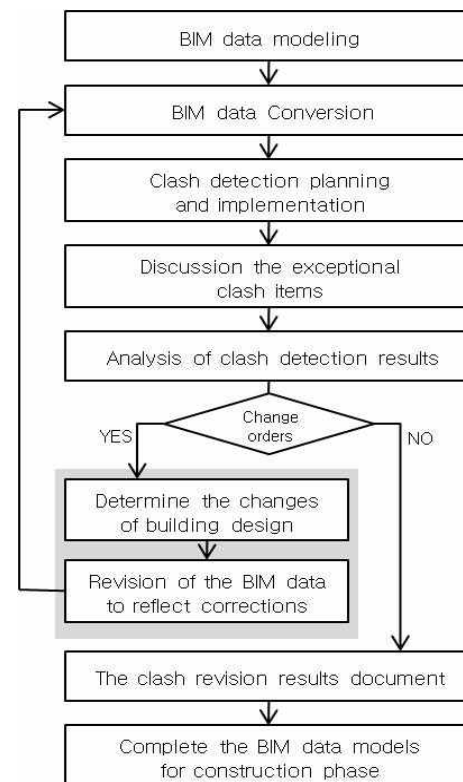 BIM data modeling
BIM data Conversion
Clash detection planning
and implementation
Discussion the exceptional
clash items
Analysis of clash detection results
Change
orders
YES
NO
Determine the changes
of building design
Revision of the BIM data
to reflect corrections
The clash revision results document
Complete the BIM data models
for construction phase